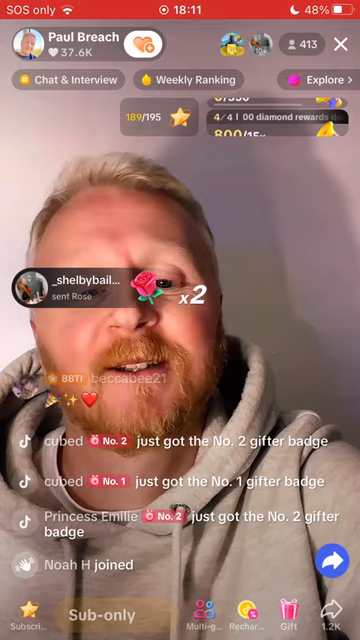 SOS only 18:11 48%
Paul Breach
37.6K
413
Chat & Interview
Weekly Ranking
Explore >
189/195
4/4
00 diamond rewards
800/15K
_shelbybail...
sent Rose
x2
BBTI beccabee21
cubed No. 2 just got the No. 2 gifter badge
cubed No. 1 just got the No. 1 gifter badge
Princess Emilie No. 2 just got the No. 2 gifter
badge
Noah H joined
Subscri...
Sub-only
Multi-g...
Rechar...
Gift
1.2K